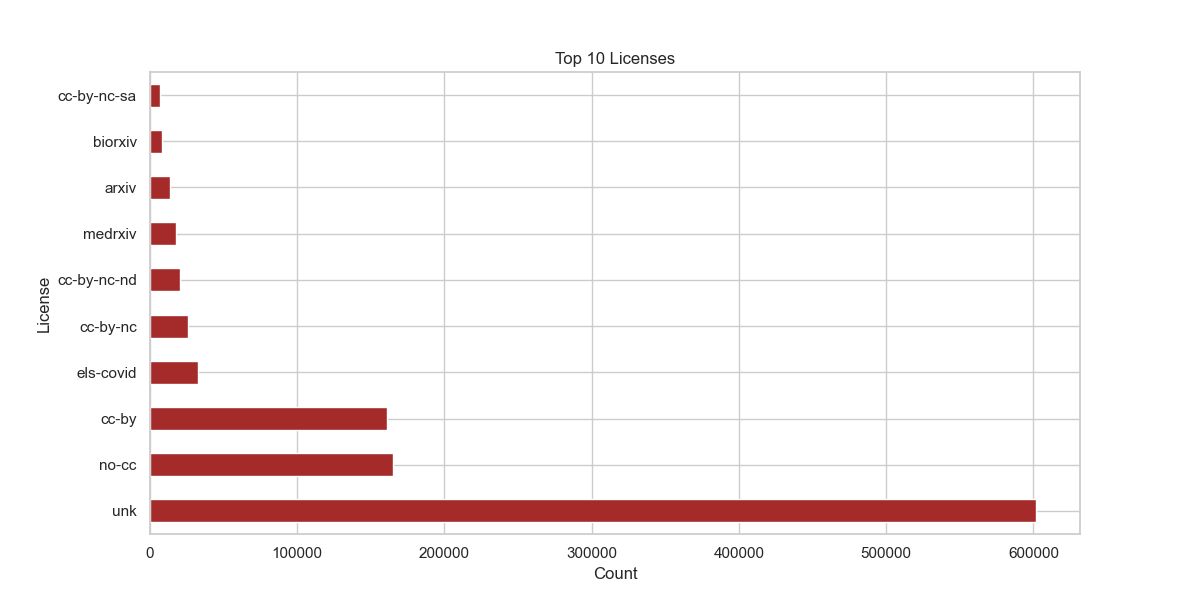 Top 10 Licenses
cc-by-nc-sa
biorxiv
arxiv
medrxiv
cc-by-nc-nd
cc-by-nc
els-covid
cc-by
no-cc
unk
License
0 100000 200000 300000 400000 500000 600000
Count